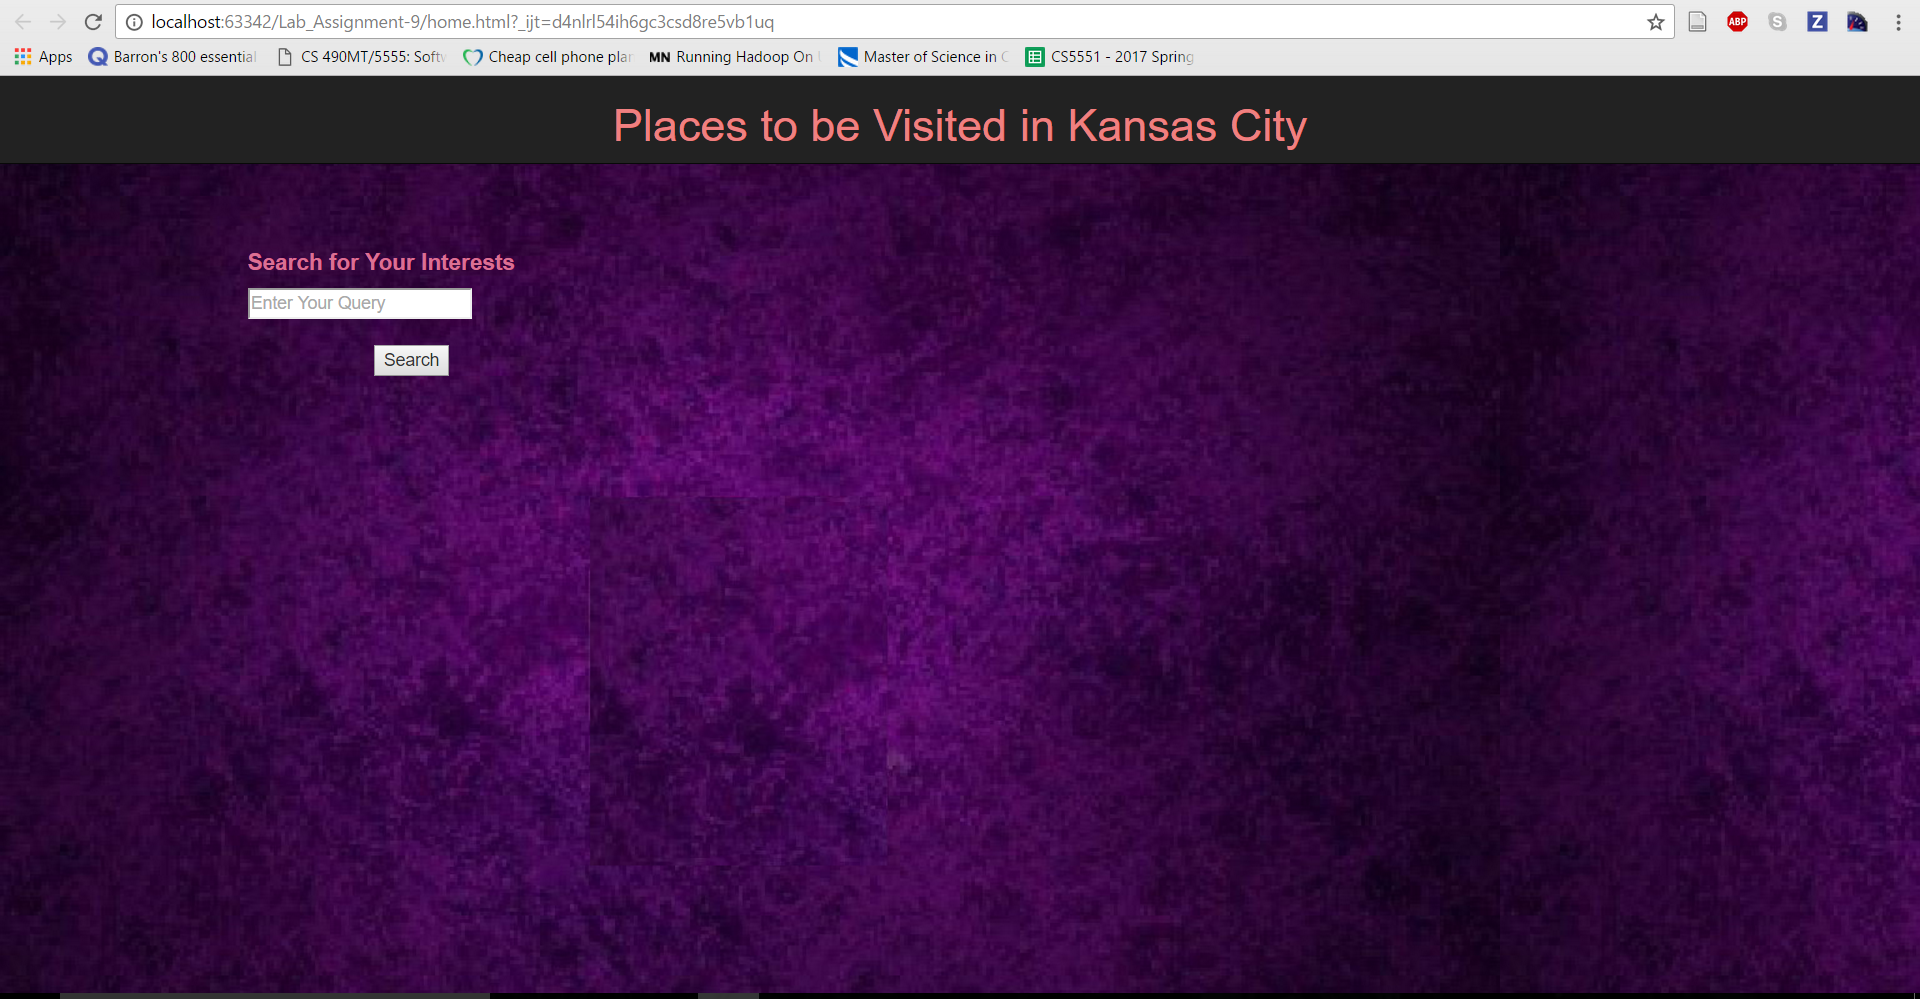 localhost:63342/Lab_Assignment-9/home.html?_ijt=d4nlrl54ih6gc3csd8re5vb1uq
ABP S Z
Apps Barron's 800 essential CS 490MT/5555: Softw Cheap cell phone plan MN Running Hadoop On Master of Science in C CS5551 - 2017 Spring
Places to be Visited in Kansas City
Search for Your Interests
Enter Your Query
Search